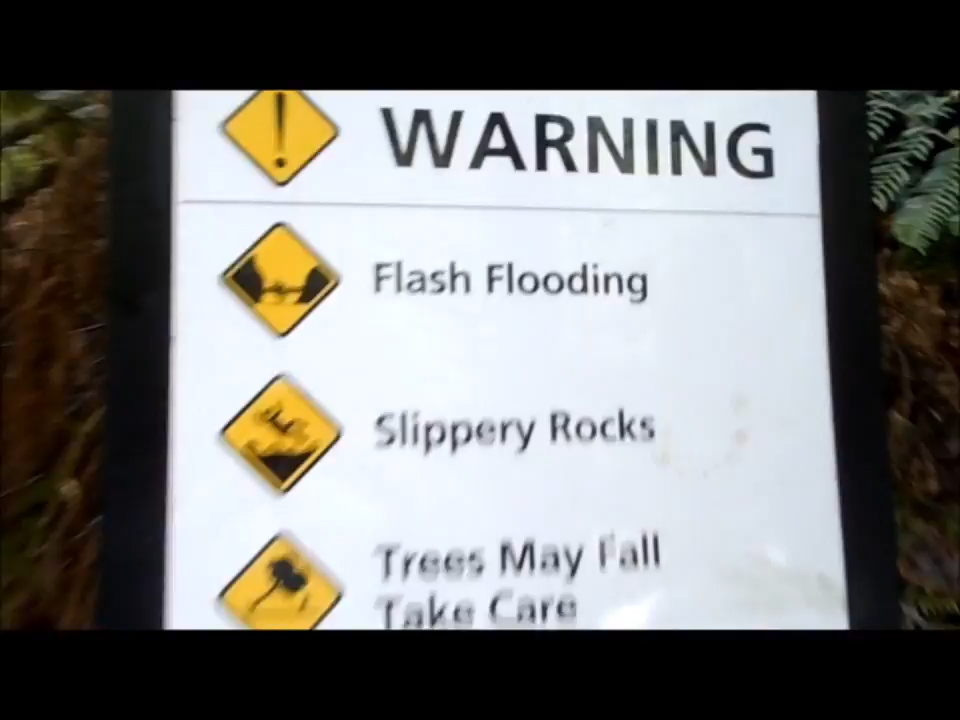 WARNING
Flash Flooding
Slippery Rocks
Trees May Fall
Take Care